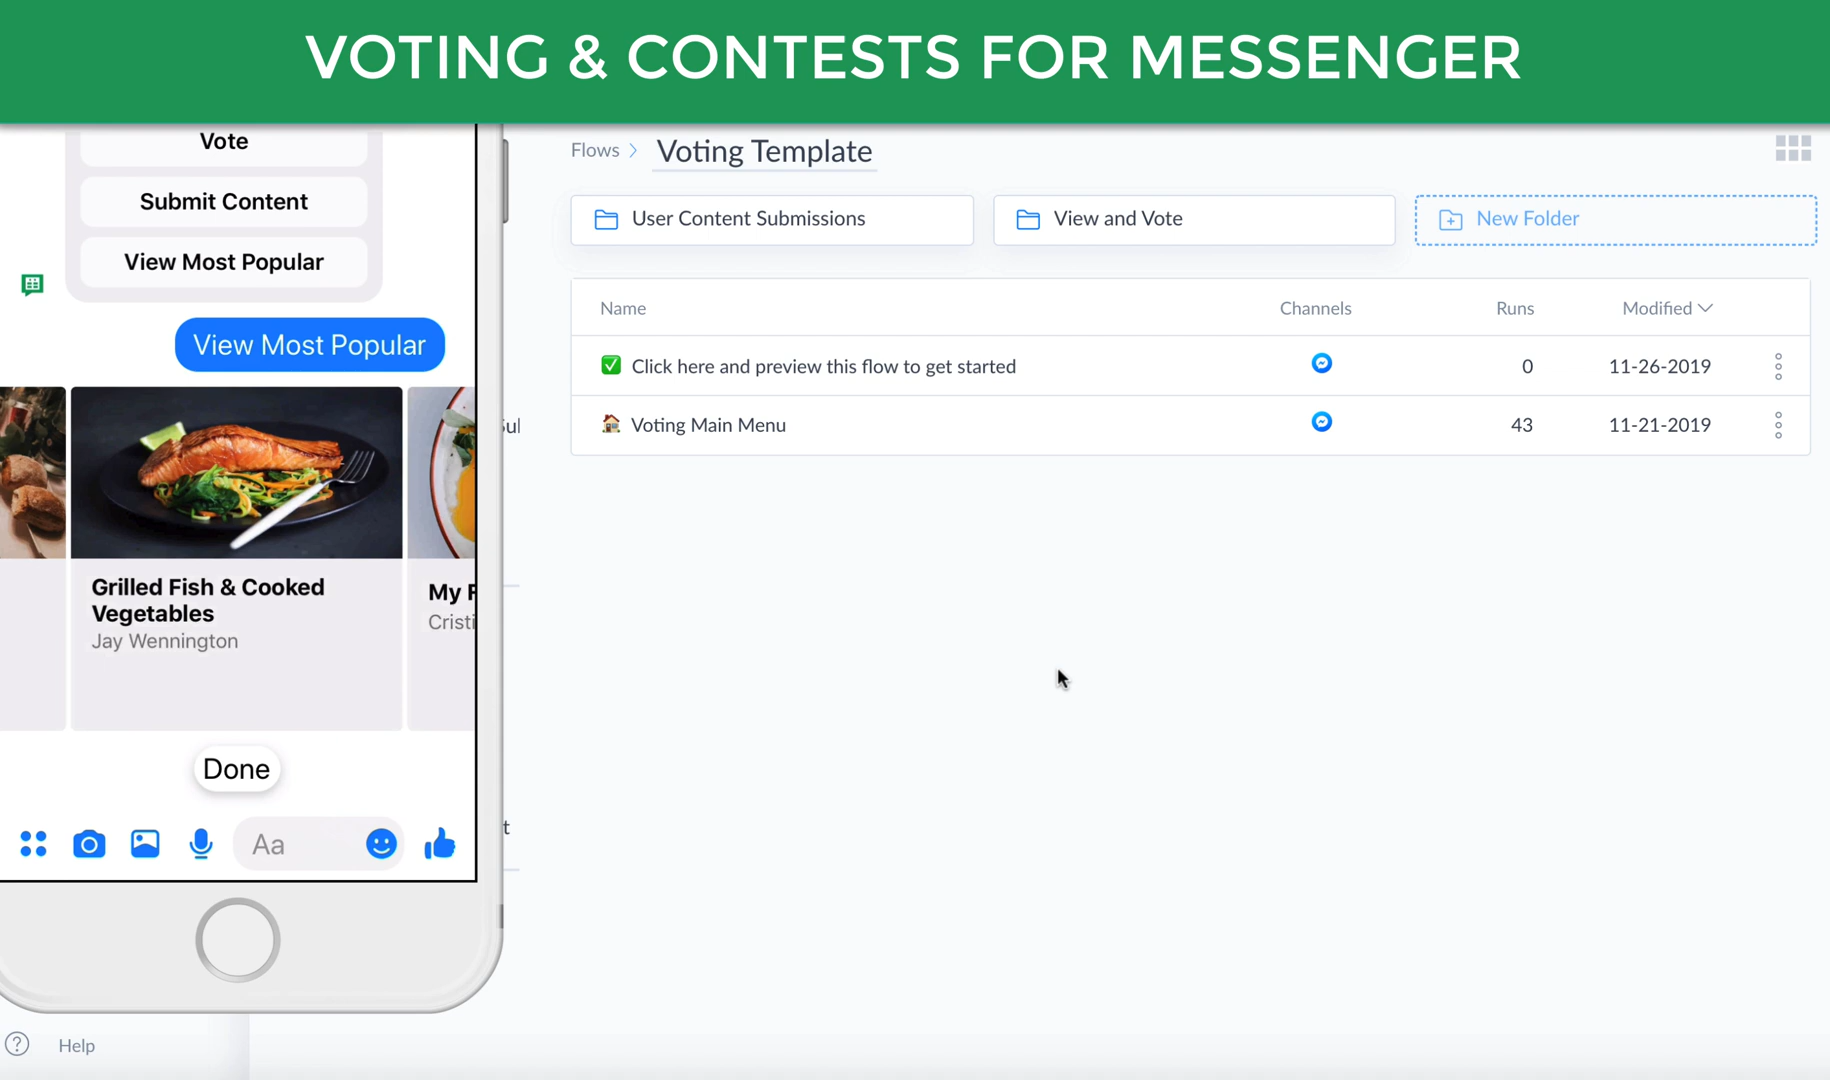 VOTING & CONTESTS FOR MESSENGER
Vote
Submit Content
View Most Popular
View Most Popular
Grilled Fish & Cooked
Vegetables
Jay Wennington
My
Done
Aa
Help
Flows > Voting Template
User Content Submissions
View and Vote
New Folder
Name Channels Runs Modified
Click here and preview this flow to get started 0 11-26-2019
Voting Main Menu 43 11-21-2019